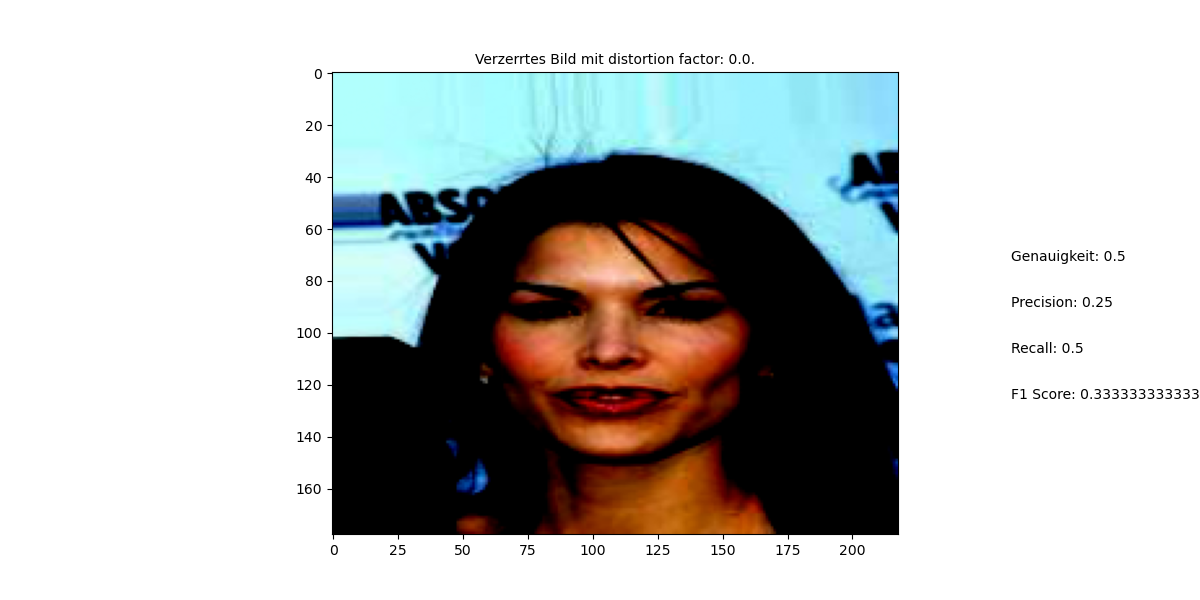 Verzerrtes Bild mit distortion factor: 0.0.
0
20
40
60
80
100
120
140
160
0 25 50 75 100 125 150 175 200
ABSO
AB
Genauigkeit: 0.5
Precision: 0.25
Recall: 0.5
F1 Score: 0.333333333333